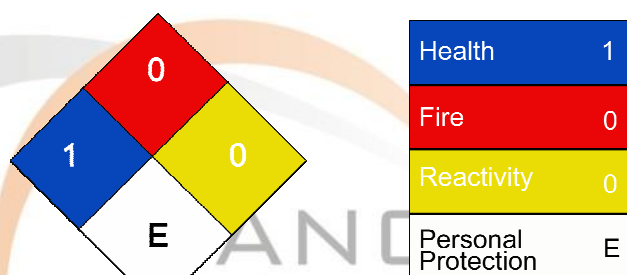 0
1
0
E
Health 1
Fire 0
Reactivity 0
Personal
Protection E
ANC